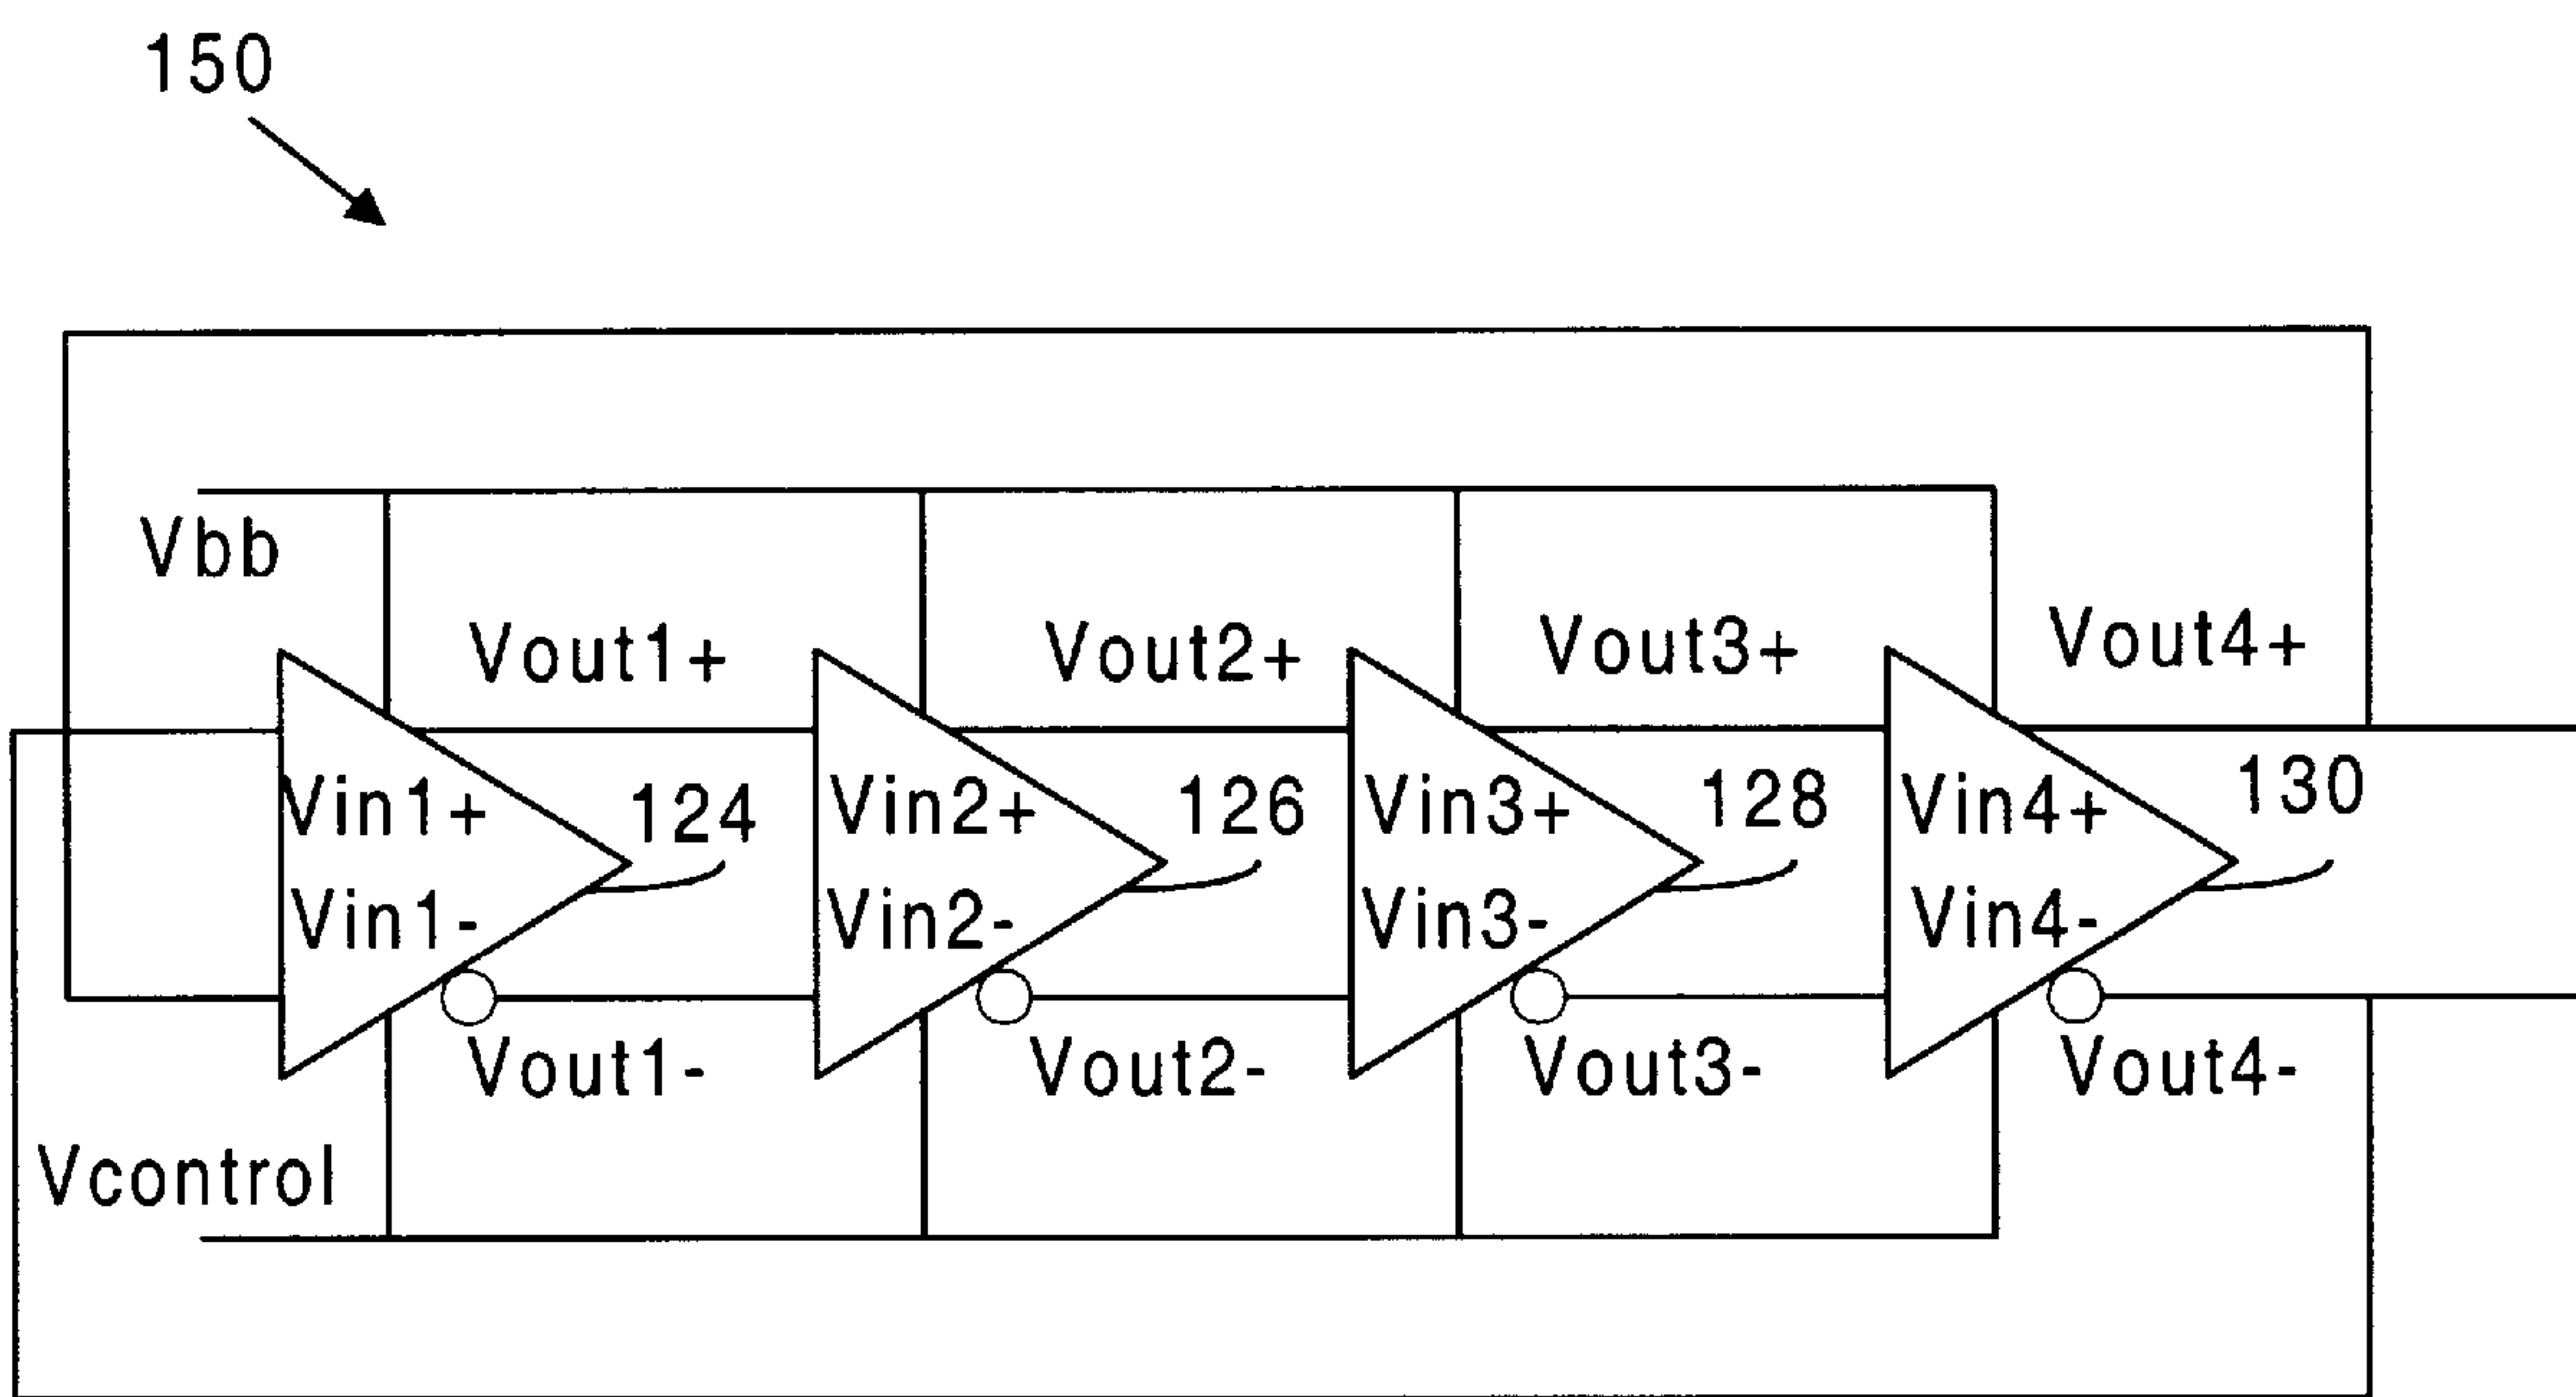 150
Vbb
Vout1+
Vout2+
Vout3+
Vout4+
Vin1+
124
Vin2+
126
Vin3+
128
Vin4+
130
Vin1-
Vin2-
Vin3-
Vin4-
Vout1-
Vout2-
Vout3-
Vout4-
Vcontrol